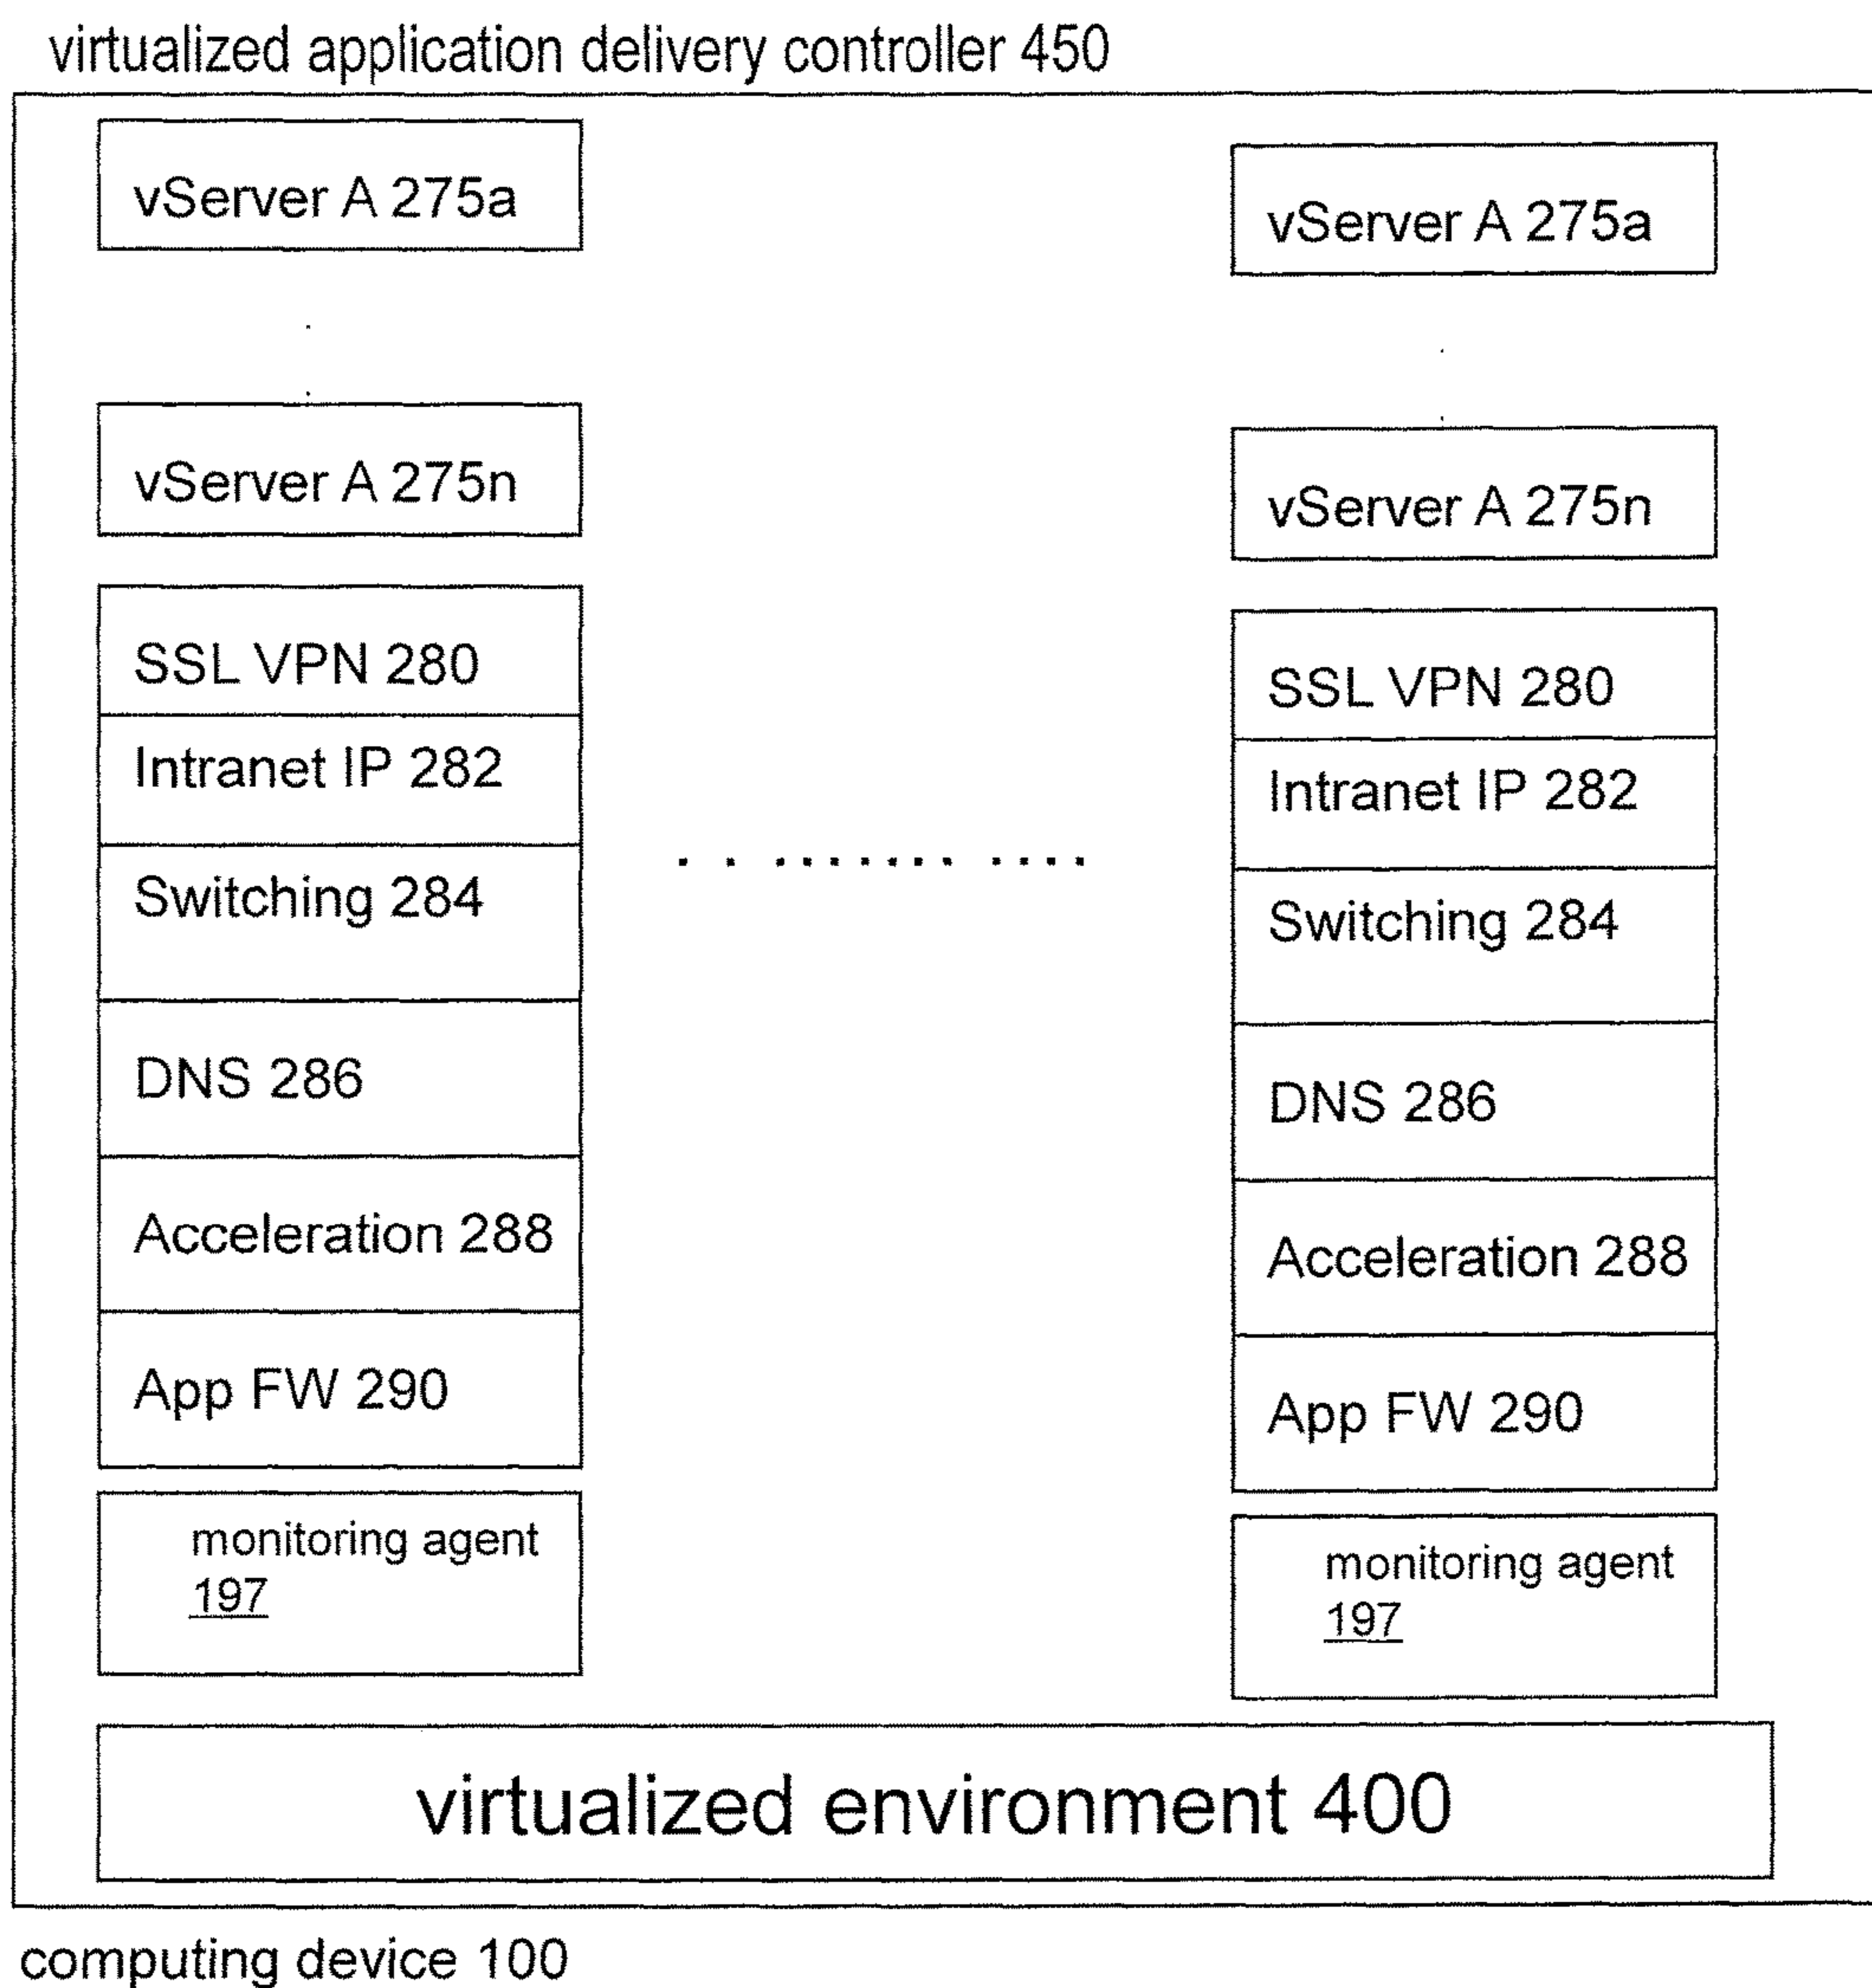 virtualized application delivery controller 450
vServer A 275a
vServer A 275n
SSL VPN 280
Intranet IP 282
Switching 284
DNS 286
Acceleration 288
App FW 290
monitoring agent
197
vServer A 275a
vServer A 275n
SSL VPN 280
Intranet IP 282
Switching 284
DNS 286
Acceleration 288
App FW 290
monitoring agent
197
virtualized environment 400
computing device 100